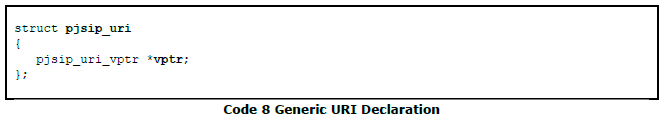 struct pjsip_uri
{
   pjsip_uri_vptr *vptr;
};
Code 8 Generic URI Declaration